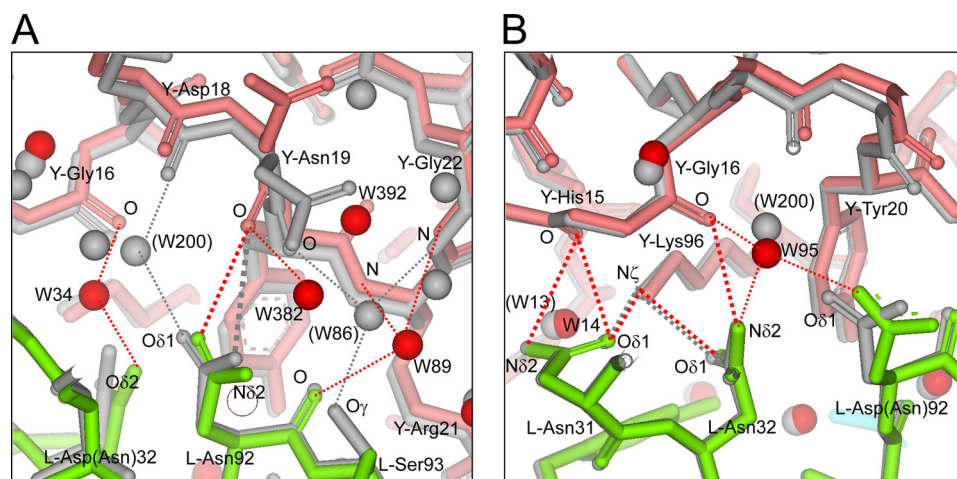 A
Y-Asp18
Y-Gly16
Y-Asn19
Y-Gly22
W392
O
O
O
N
(W200)
N
W34
W382
(W86)
Oδ1
W89
Oδ2
Nδ2
O
Oγ
Y-Arg21
L-Asp(Asn)32
L-Asn92
L-Ser93
B
Y-Gly16
Y-His15
(W200)
O
Y-Tyr20
O
Y-Lys96
W95
Nζ
(W13)
W14
Oδ1
Nδ2
Oδ1
Nδ2
Oδ1
L-Asn31
L-Asn32
L-Asp(Asn)92